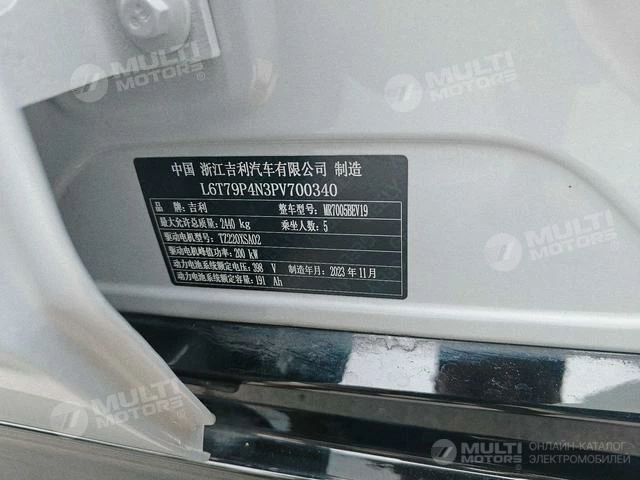 中国 浙江吉利汽车有限公司 制造
L6T79P4N3PV700340
品牌：吉利 整车型号：MR7005BEV19
最大允许总质量：2440 kg 乘坐人数：5
驱动电机型号：TZ220XSA02
驱动电机峰值功率：200 kW
动力电池系统额定电压：398 V 制造年月：2023 年 11 月
动力电池系统额定容量：191 Ah
MULTI MOTORS
MULTI MOTORS
MULTI MOTORS
MULTI MOTORS
MULTI MOTORS ОНЛАЙН-КАТАЛОГ ЭЛЕКТРОМОБИЛЕЙ